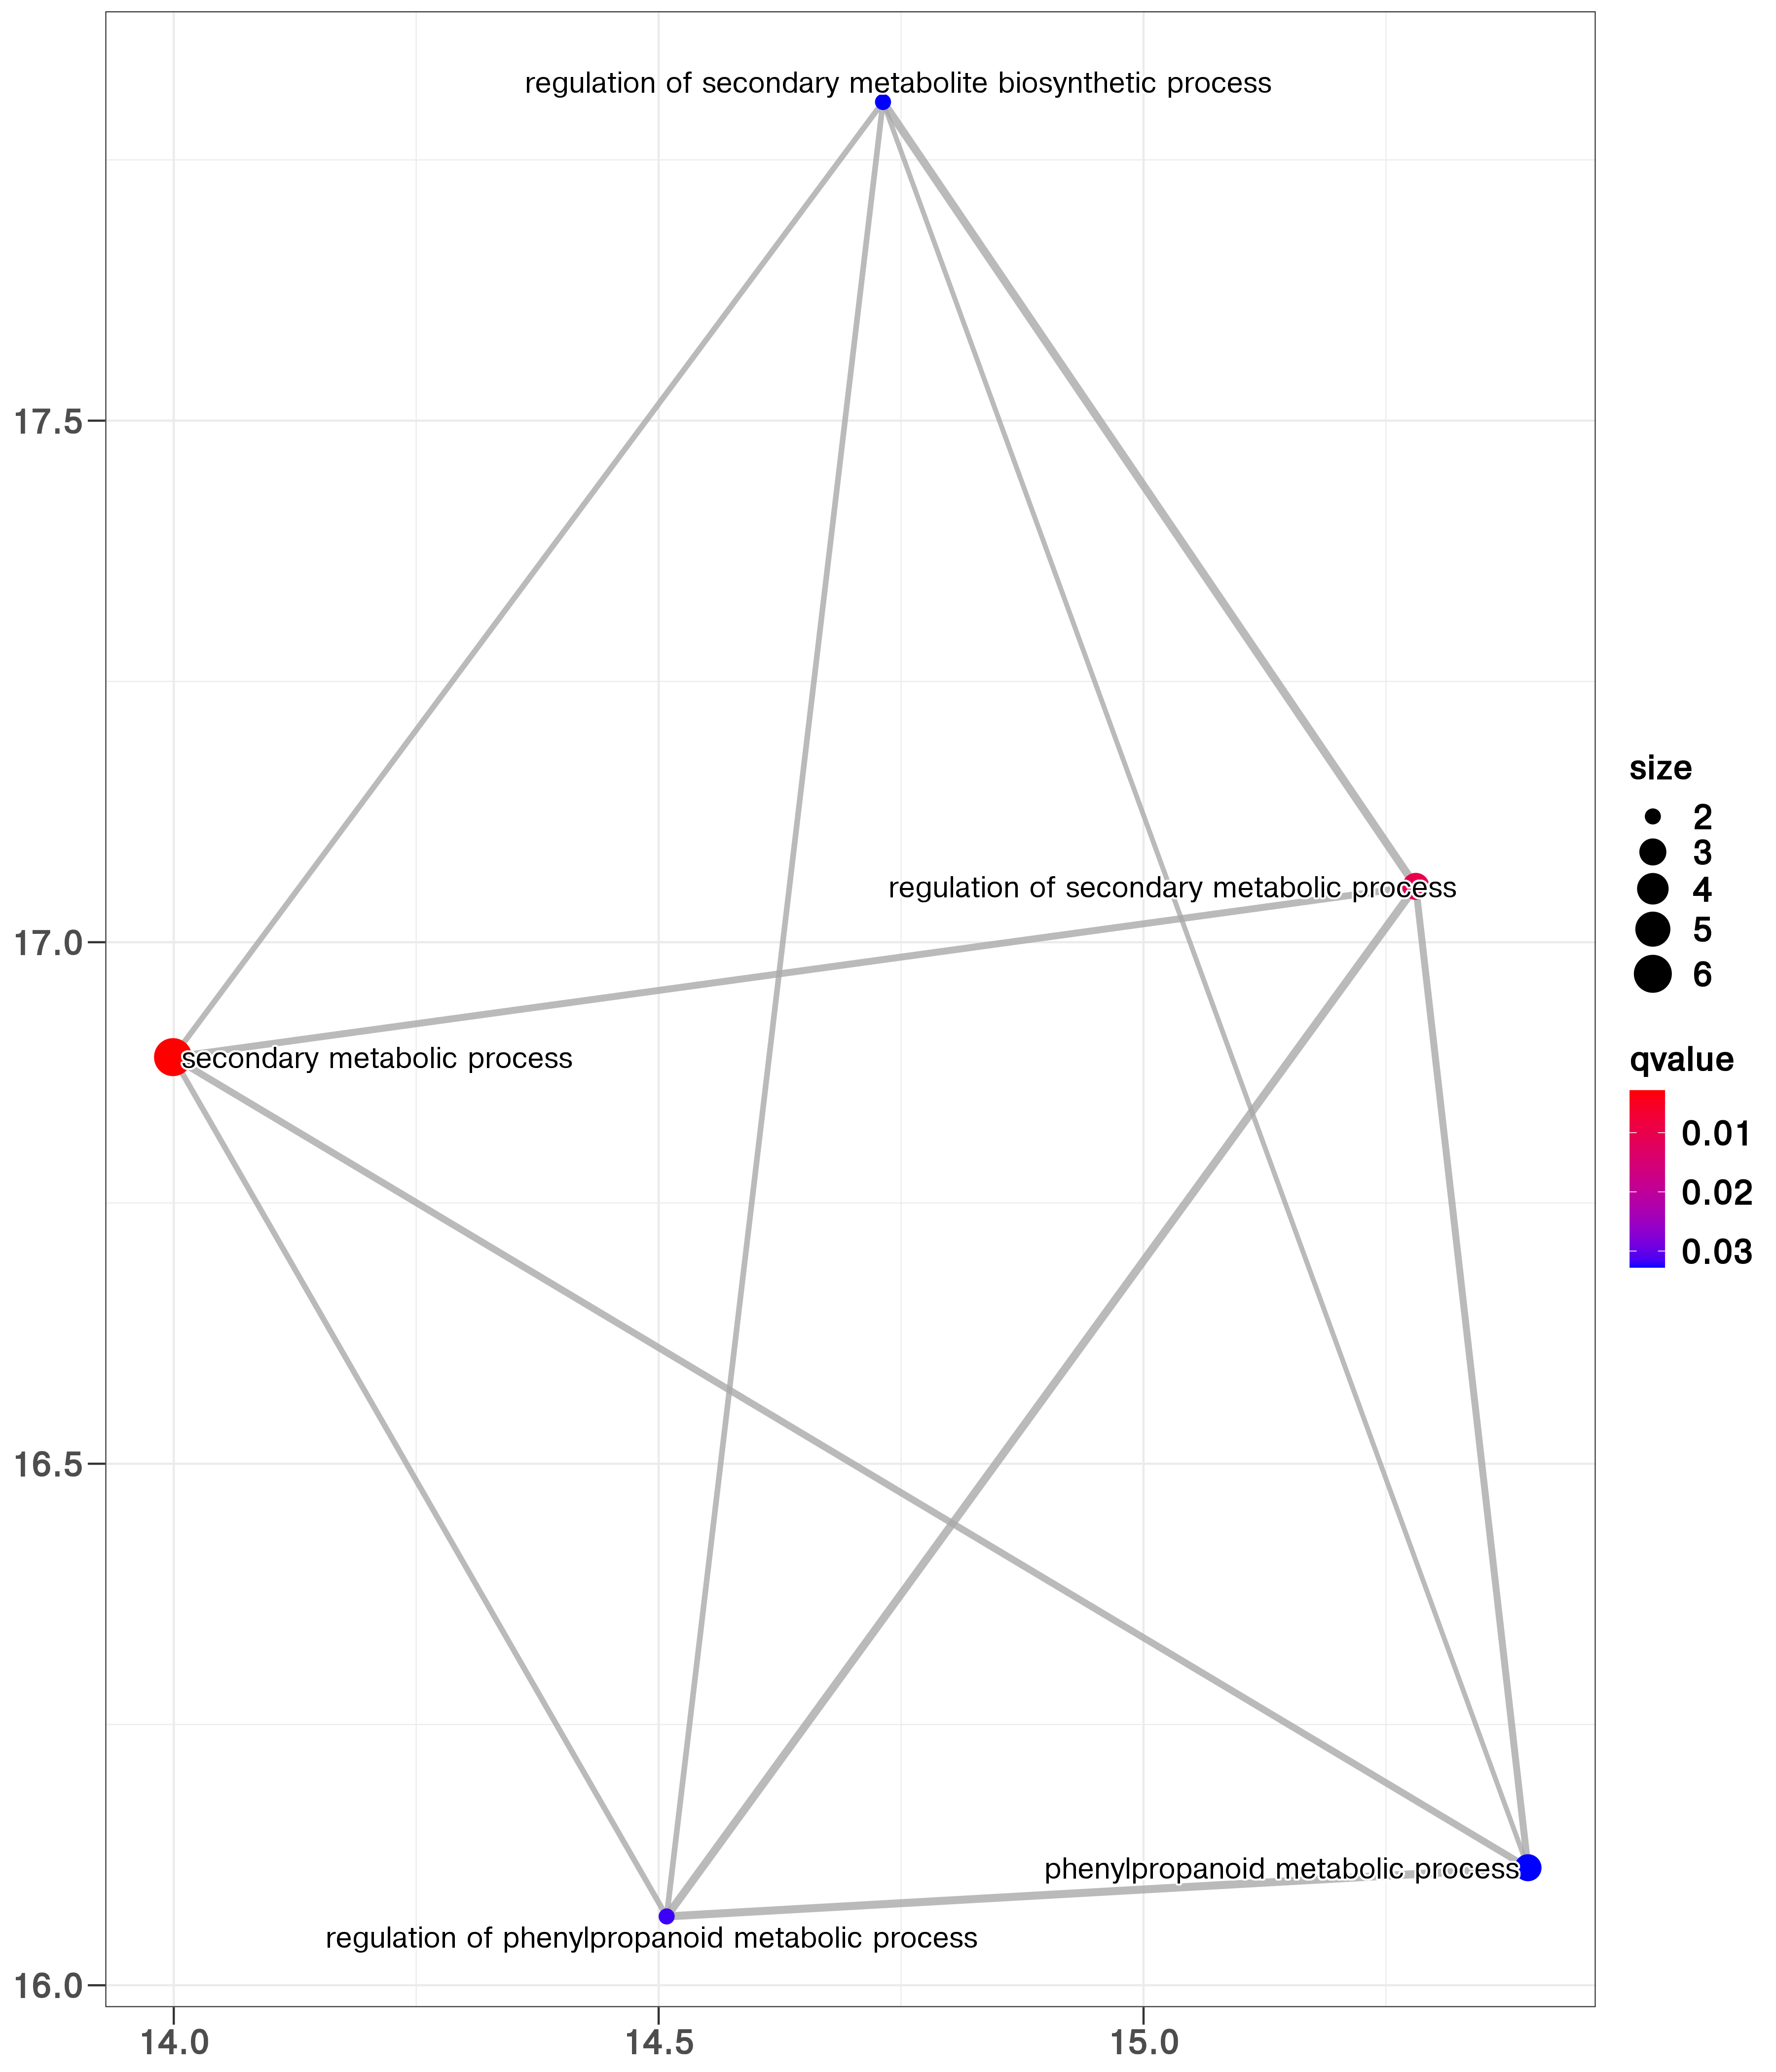 regulation of secondary metabolite biosynthetic process
17.5
regulation of secondary metabolic process
17.0
secondary metabolic process
16.5
phenylpropanoid metabolic process
regulation of phenylpropanoid metabolic process
16.0
14.0
14.5
15.0
size
2
3
4
5
6
qvalue
0.01
0.02
0.03